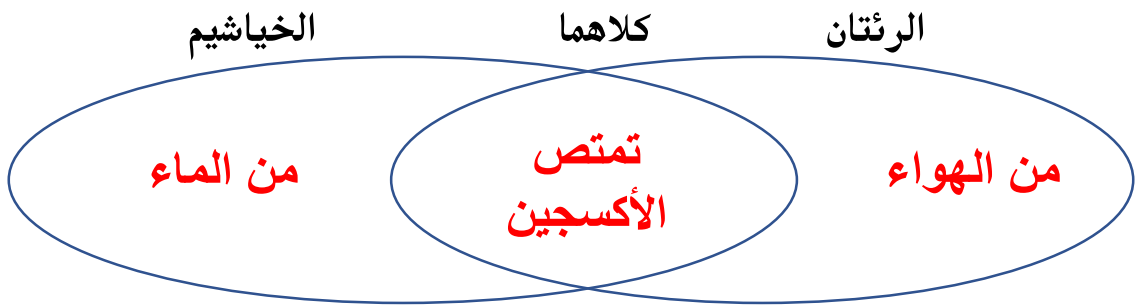 الرئتان
كلاهما
الخياشيم
من الهواء
تمتص
الأكسجين
من الماء